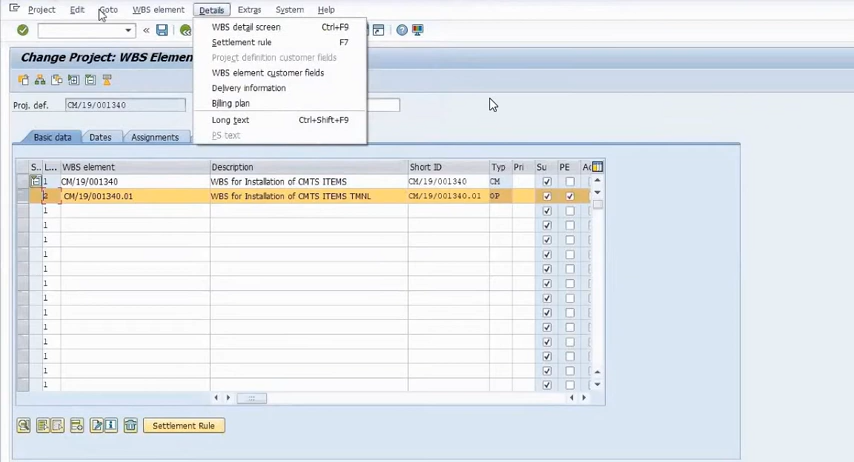 Project Edit Goto WBS element Details Extras System Help
WBS detail screen Ctrl+F9
Settlement rule F7
Project definition customer fields
WBS element customer fields
Delivery information
Billing plan
Long text Ctrl+Shift+F9
PS text
Change Project: WBS Elemen
Proj. def. CM/19/001340
Basic data Dates Assignments
S.. L... WBS element Description Short ID Typ Pri Su PE Ac
1 CM/19/001340 WBS for Installation of CMTS ITEMS CM/19/001340 CM
2 CM/19/001340.01 WBS for Installation of CMTS ITEMS TMNL CM/19/001340.01 OP
1
1
1
1
1
1
1
1
1
1
1
1
1
Settlement Rule